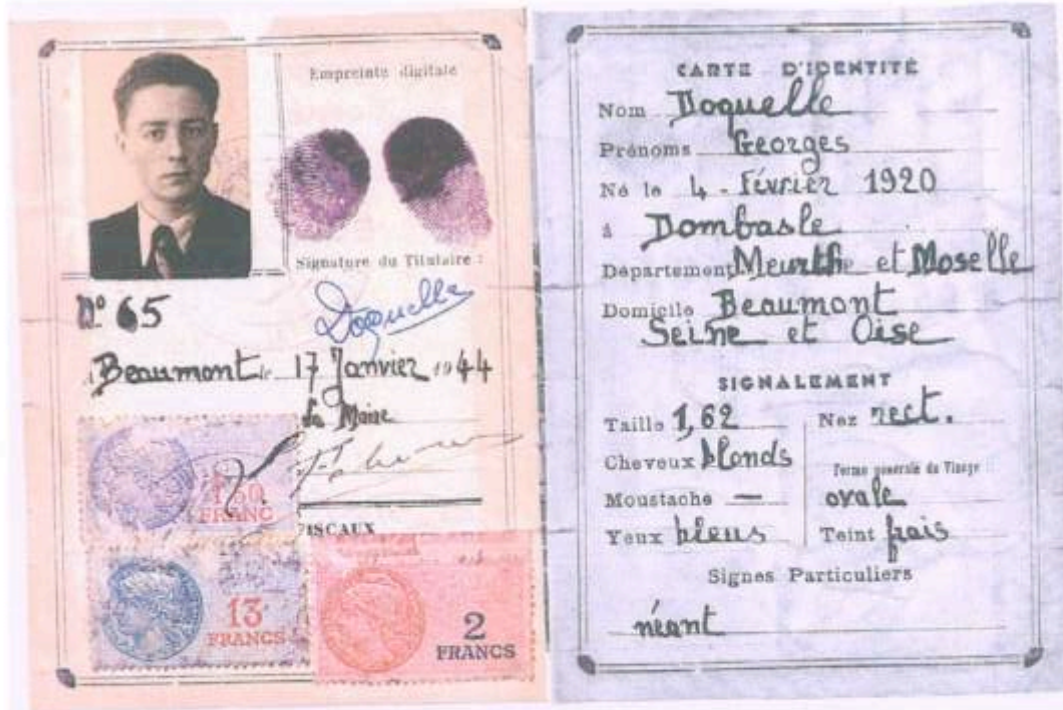 Empreinte digitale
Signature du Titulaire :
Doquelle
N° 65
Beaumont le 17 Janvier 1944
Le Maire
1,50
FRANC
FISCAUX
13
FRANCS
2
FRANCS
CARTE D'IDENTITÉ
Nom Doquelle
Prénoms Georges
Né le 4 - Février 1920
à Dombasle
Département Meurthe et Moselle
Domicile Beaumont
Seine et Oise
SIGNALEMENT
Taille 1,62 Nez rect.
Cheveux blonds Forme générale du Visage
Moustache — ovale
Yeux bleus Teint frais
Signes Particuliers
néant